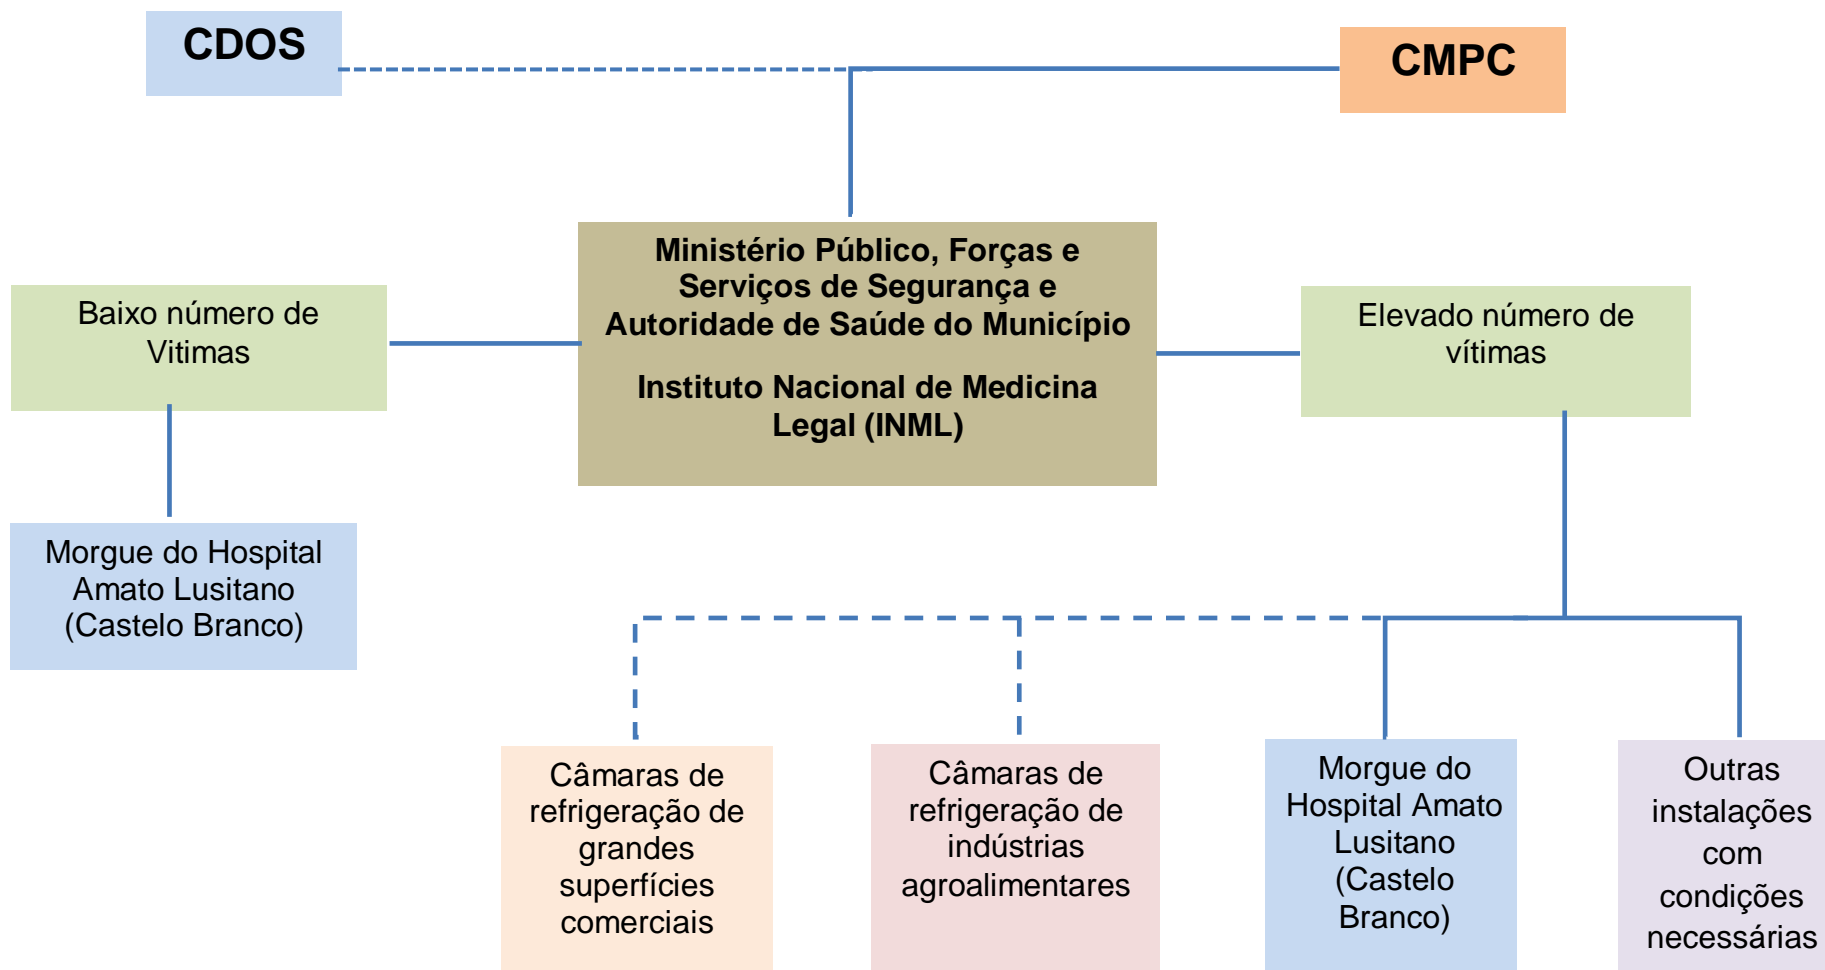 CDOS
CMPC
Ministério Público, Forças e
Serviços de Segurança e
Autoridade de Saúde do Município
Instituto Nacional de Medicina
Legal (INML)
Baixo número de
Vitimas
Elevado número de
vítimas
Morgue do Hospital
Amato Lusitano
(Castelo Branco)
Câmaras de
refrigeração de
grandes
superfícies
comerciais
Câmaras de
refrigeração de
indústrias
agroalimentares
Morgue do
Hospital Amato
Lusitano
(Castelo
Branco)
Outras
instalações
com
condições
necessárias